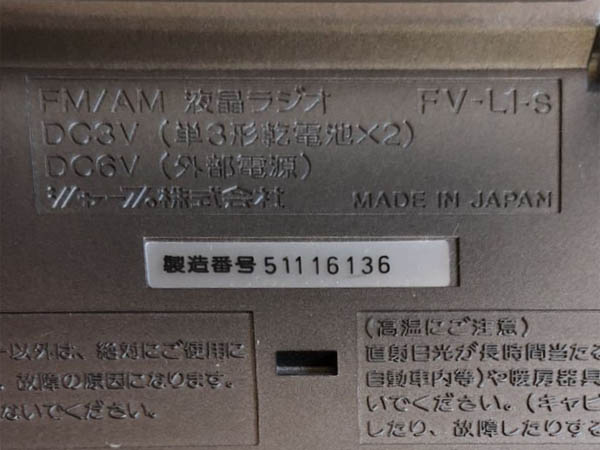 FM/AM 液晶ラジオ FV-L1-S
DC3V (単3形乾電池×2)
DC6V (外部電源)
シャープ株式会社 MADE IN JAPAN
製造番号 51116136
ー以外は、絶対にご使用に
、故障の原因になります。
ないでください。
(高温にご注意)
直射日光が長時間当たる
自動車内等)や暖房器具
いでください。(キャビ
したり、故障したりする